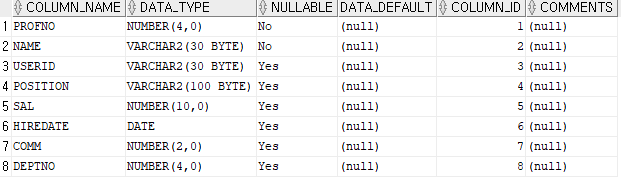 COLUMN_NAME DATA_TYPE NULLABLE DATA_DEFAULT COLUMN_ID COMMENTS
1 PROFNO NUMBER(4,0) No (null) 1 (null)
2 NAME VARCHAR2(30 BYTE) No (null) 2 (null)
3 USERID VARCHAR2(30 BYTE) Yes (null) 3 (null)
4 POSITION VARCHAR2(100 BYTE) Yes (null) 4 (null)
5 SAL NUMBER(10,0) Yes (null) 5 (null)
6 HIREDATE DATE Yes (null) 6 (null)
7 COMM NUMBER(2,0) Yes (null) 7 (null)
8 DEPTNO NUMBER(4,0) Yes (null) 8 (null)